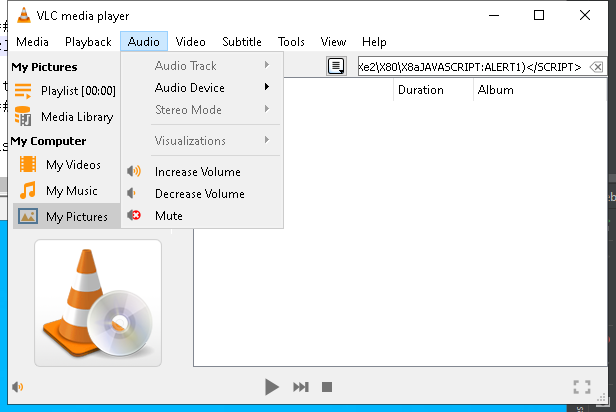 VLC media player
Media Playback Audio Video Subtitle Tools View Help
My Pictures
Playlist [00:00]
Media Library
My Computer
My Videos
My Music
My Pictures
Audio Track
Audio Device
Stereo Mode
Visualizations
Increase Volume
Decrease Volume
Mute
Xe2\X80\X8aJAVASCRIPT:ALERT1)</SCRIPT>
Duration Album